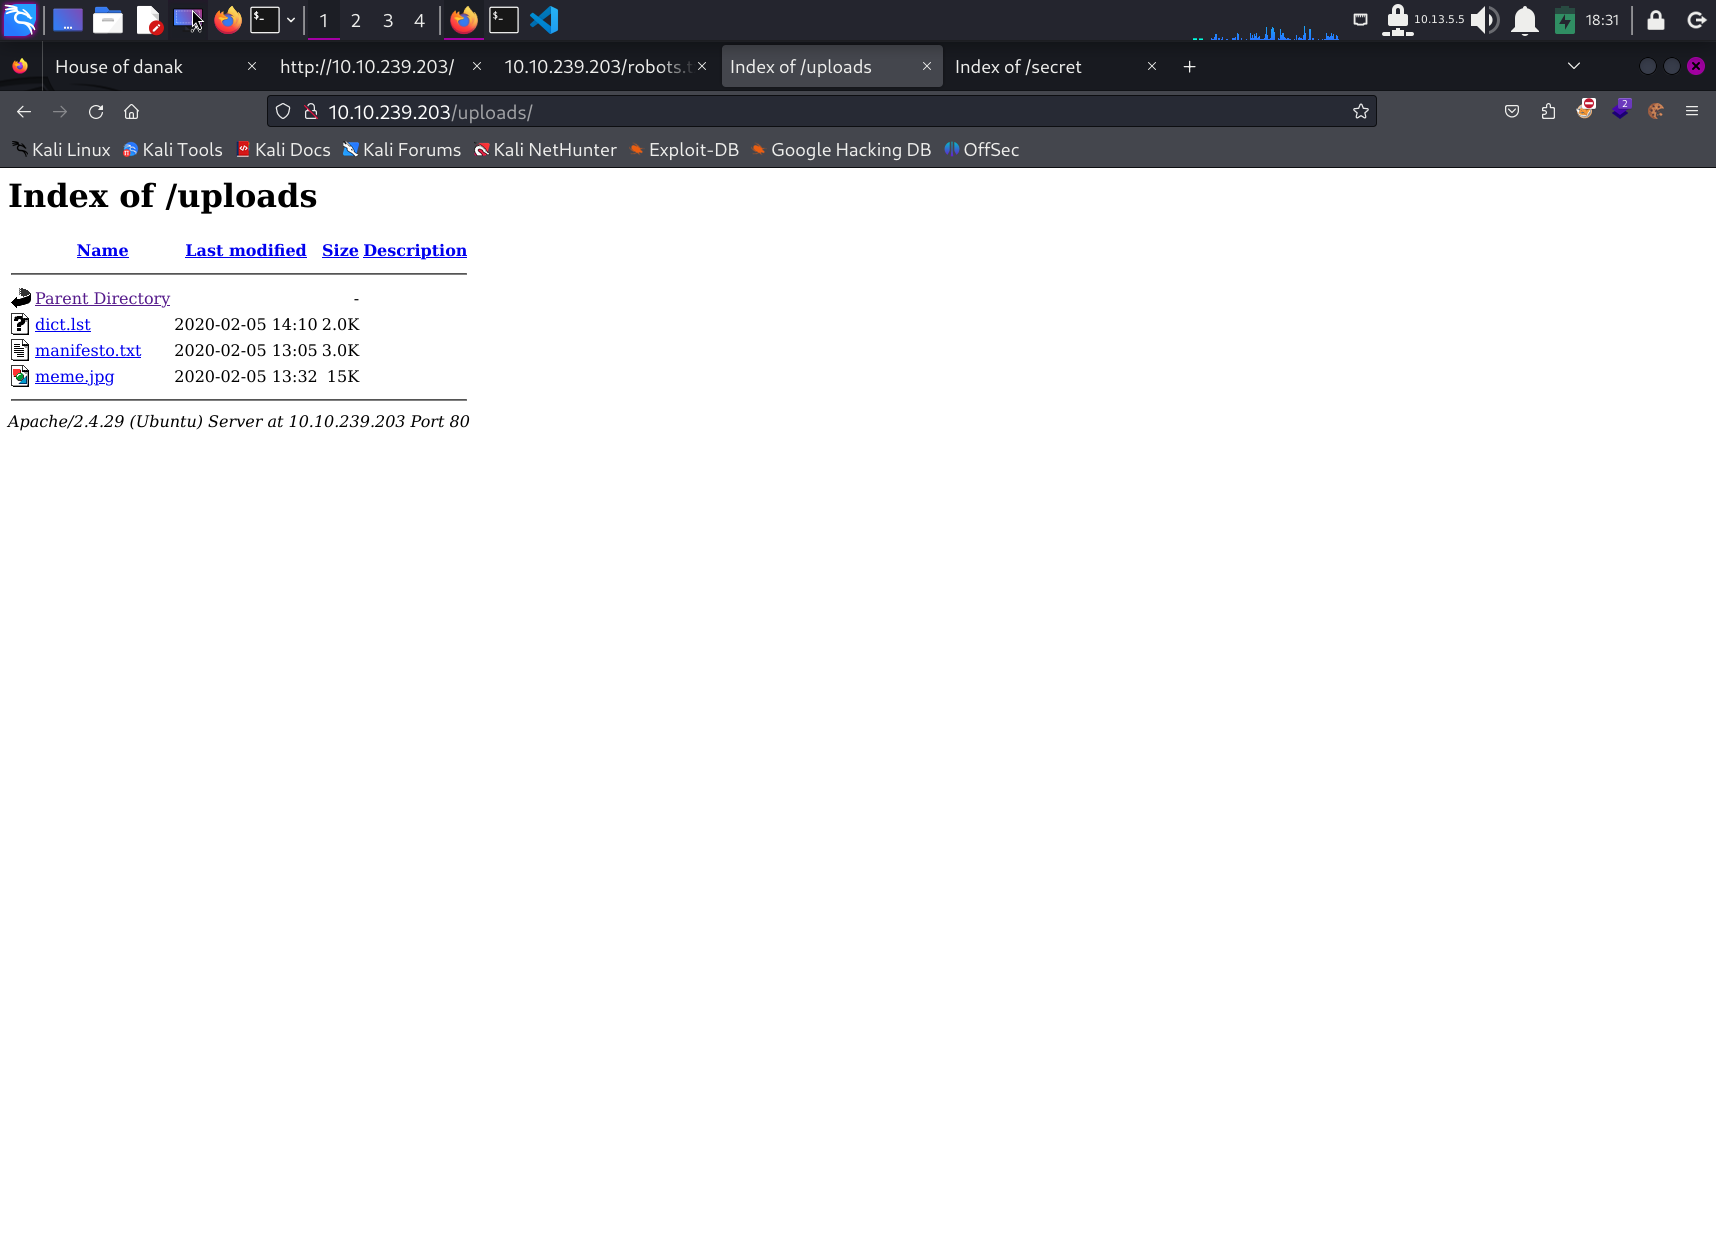 1 2 3 4 10.13.5.5 18:31
House of danak http://10.10.239.203/ 10.10.239.203/robots.t Index of /uploads Index of /secret
10.10.239.203/uploads/ 2
Kali Linux Kali Tools Kali Docs Kali Forums Kali NetHunter Exploit-DB Google Hacking DB OffSec
Index of /uploads
Name Last modified Size Description
Parent Directory -
dict.lst 2020-02-05 14:10 2.0K
manifesto.txt 2020-02-05 13:05 3.0K
meme.jpg 2020-02-05 13:32 15K
Apache/2.4.29 (Ubuntu) Server at 10.10.239.203 Port 80